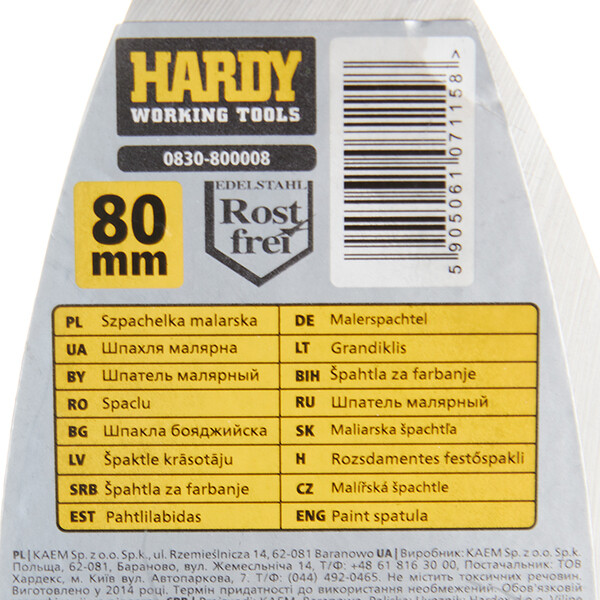 HARDY
WORKING TOOLS
0830-800008
80
mm
EDELSTAHL
Rost
frei
5 905061 071158 >
PL Szpachelka malarska
UA Шпахля малярна
BY Шпатель малярный
RO Spaclu
BG Шпакла бояджийска
LV Špaktle krāsotāju
SRB Špahtla za farbanje
EST Pahtlilabidas
DE Malerspachtel
LT Grandiklis
BIH Špahtla za farbanje
RU Шпатель малярный
SK Maliarska špachtľa
H Rozsdamentes festőspakli
CZ Malířská špachtle
ENG Paint spatula
PL| KAEM Sp. z o.o. Sp.k., ul. Rzemieślnicza 14, 62-081 Baranowo UA| Виробник: KAEM Sp. z o.o. Sp.k.,
Польща, 62-081, Бараново, вул. Жемесльніча 14, Т/Ф: +48 61 816 30 00, Постачальник: ТОВ
Хардекс, м. Київ вул. Автопаркова, 7, Т/Ф: (044) 492-0465. Не містить токсичних речовин.
Виготовлено у 2014 році. Термін придатності до використання необмежений. Обов'язковій